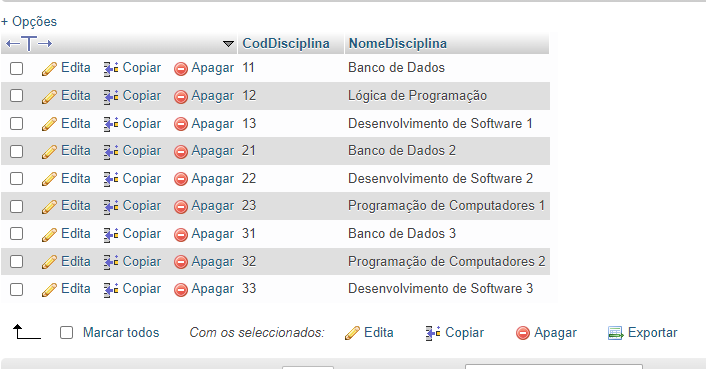 + Opções
CodDisciplina NomeDisciplina
Edita Copiar Apagar 11 Banco de Dados
Edita Copiar Apagar 12 Lógica de Programação
Edita Copiar Apagar 13 Desenvolvimento de Software 1
Edita Copiar Apagar 21 Banco de Dados 2
Edita Copiar Apagar 22 Desenvolvimento de Software 2
Edita Copiar Apagar 23 Programação de Computadores 1
Edita Copiar Apagar 31 Banco de Dados 3
Edita Copiar Apagar 32 Programação de Computadores 2
Edita Copiar Apagar 33 Desenvolvimento de Software 3
Marcar todos Com os seleccionados: Edita Copiar Apagar Exportar